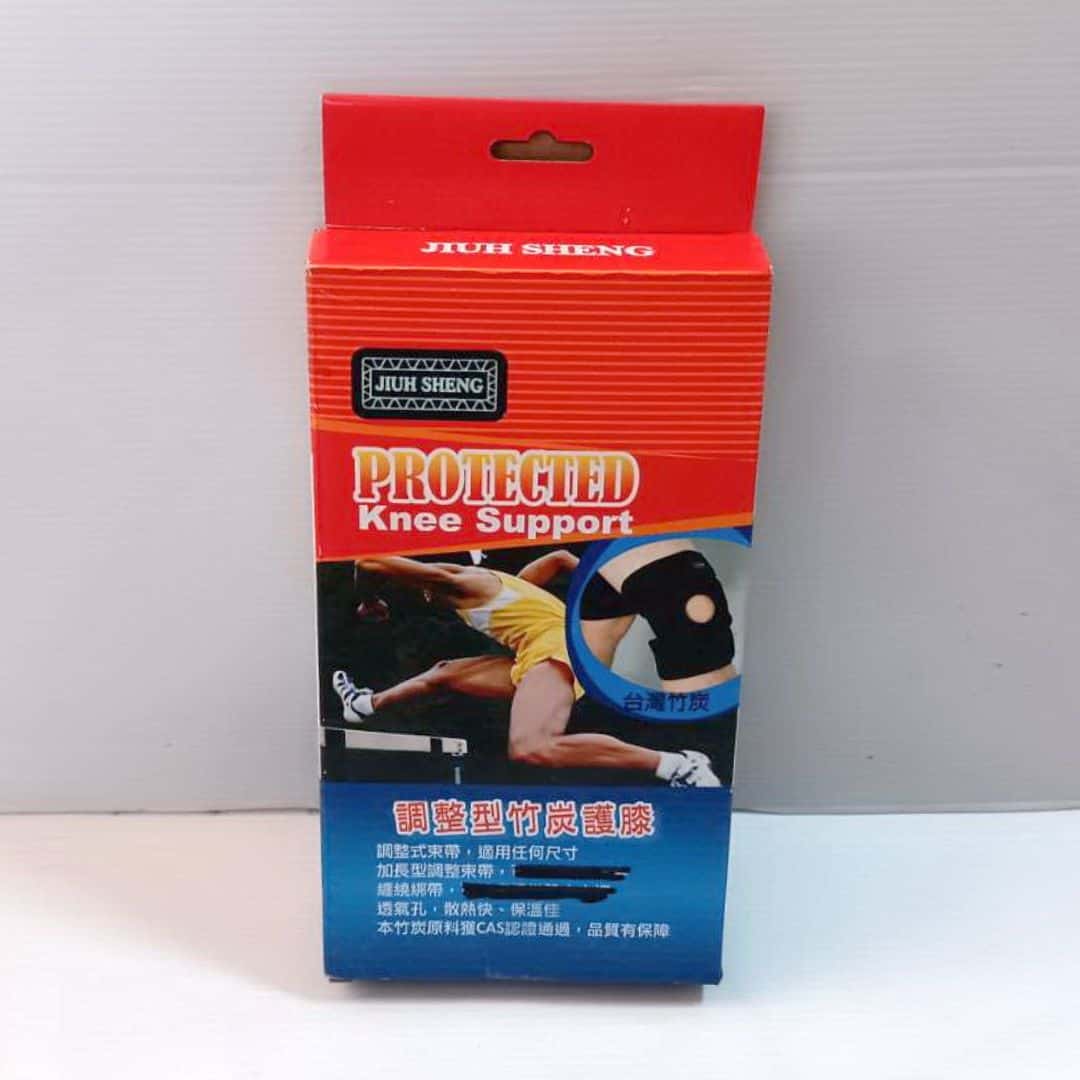 JIUH SHENG
JIUH SHENG
PROTECTED
Knee Support
台灣竹炭
調整型竹炭護膝
調整式束帶，適用任何尺寸
加長型調整束帶，
纏繞綁帶，
透氣孔，散熱快、保溫佳
本竹炭原料獲CAS認證通過，品質有保障